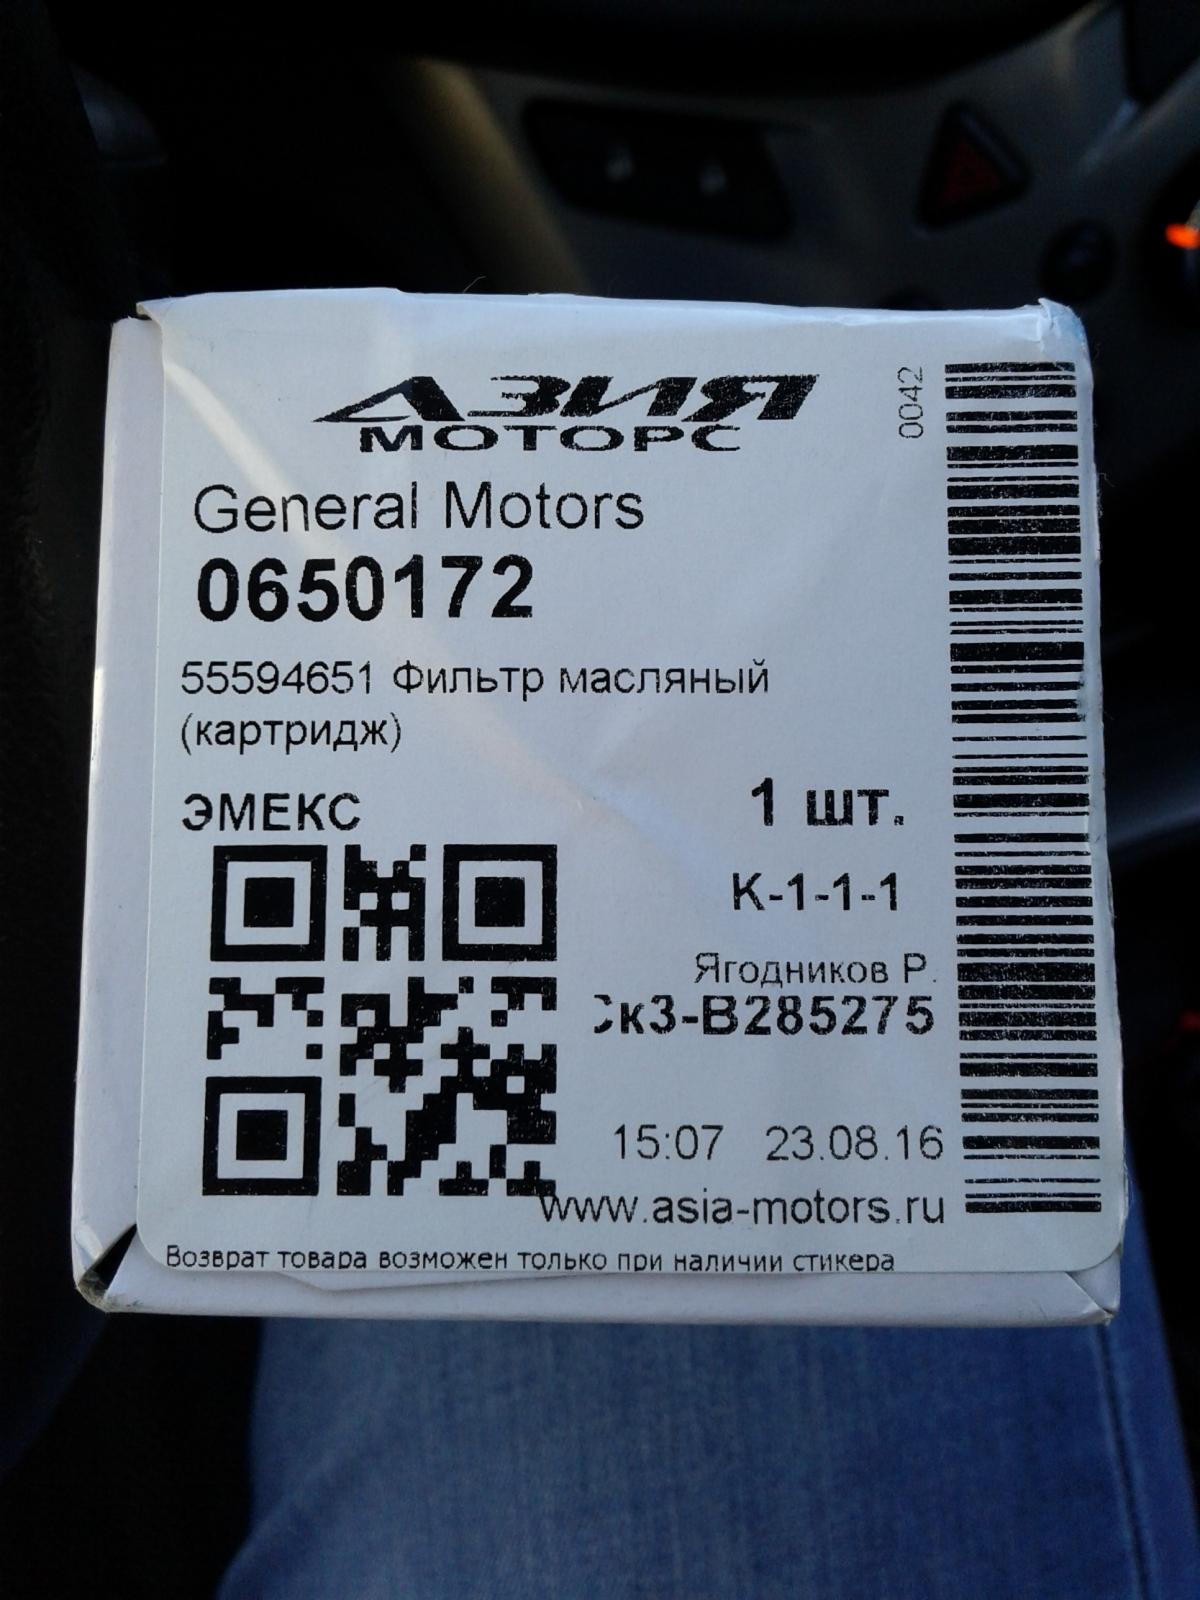 АЗИЯ
МОТОРС
0042
General Motors
0650172
55594651 Фильтр масляный
(картридж)
ЭМЕКС
1 шт.
К-1-1-1
Ягодников Р.
Ск3-В285275
15:07 23.08.16
www.asia-motors.ru
Возврат товара возможен только при наличии стикера